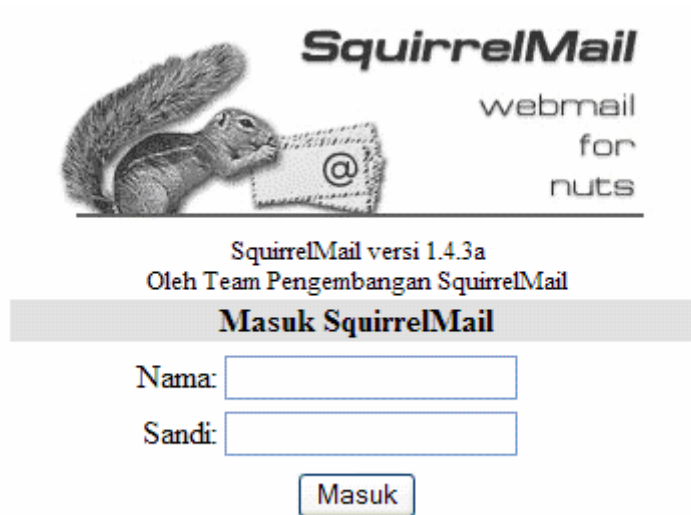 SquirrelMail
webmail
for
nuts
@
SquirrelMail versi 1.4.3a
Oleh Team Pengembangan SquirrelMail
Masuk SquirrelMail
Nama:
Sandi:
Masuk